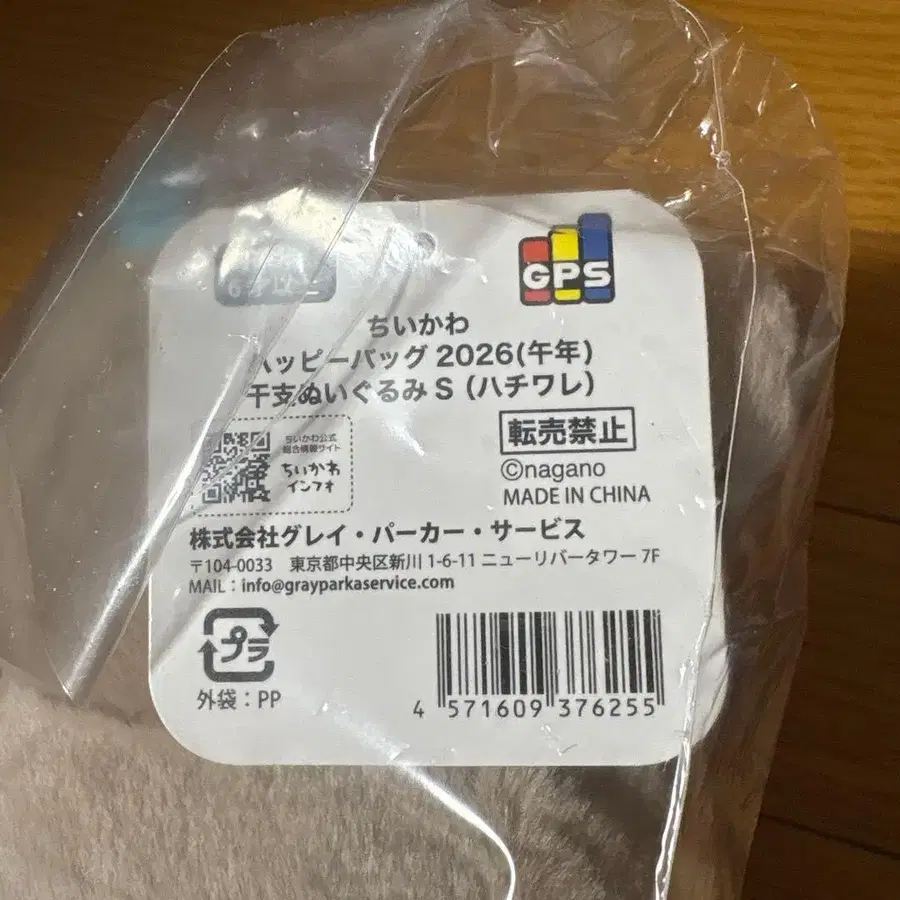 GPS
ちいかわ
ハッピーバッグ 2026(午年)
干支ぬいぐるみ S (ハチワレ)
ちいかわ公式
総合情報サイト
ちいかわ
インフォ
転売禁止
©nagano
MADE IN CHINA
株式会社グレイ・パーカー・サービス
〒104-0033 東京都中央区新川 1-6-11 ニューリバータワー 7F
MAIL : info@grayparkaservice.com
プラ
外袋 : PP
4 571609 376255